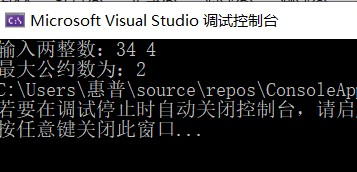 Microsoft Visual Studio 调试控制台
输入两整数：34 4
最大公约数为：2
C:\Users\惠普\source\repos\ConsoleAp
若要在调试停止时自动关闭控制台，请启
按任意键关闭此窗口...